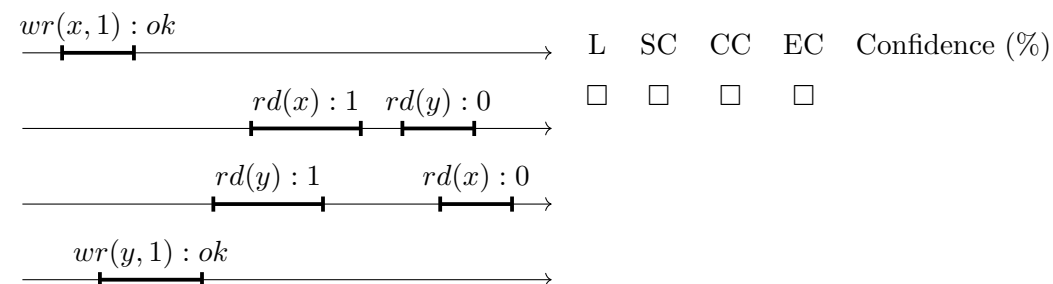 wr(x, 1) : ok
L SC CC EC Confidence (%)
□ □ □ □
rd(x) : 1 rd(y) : 0
rd(y) : 1 rd(x) : 0
wr(y, 1) : ok